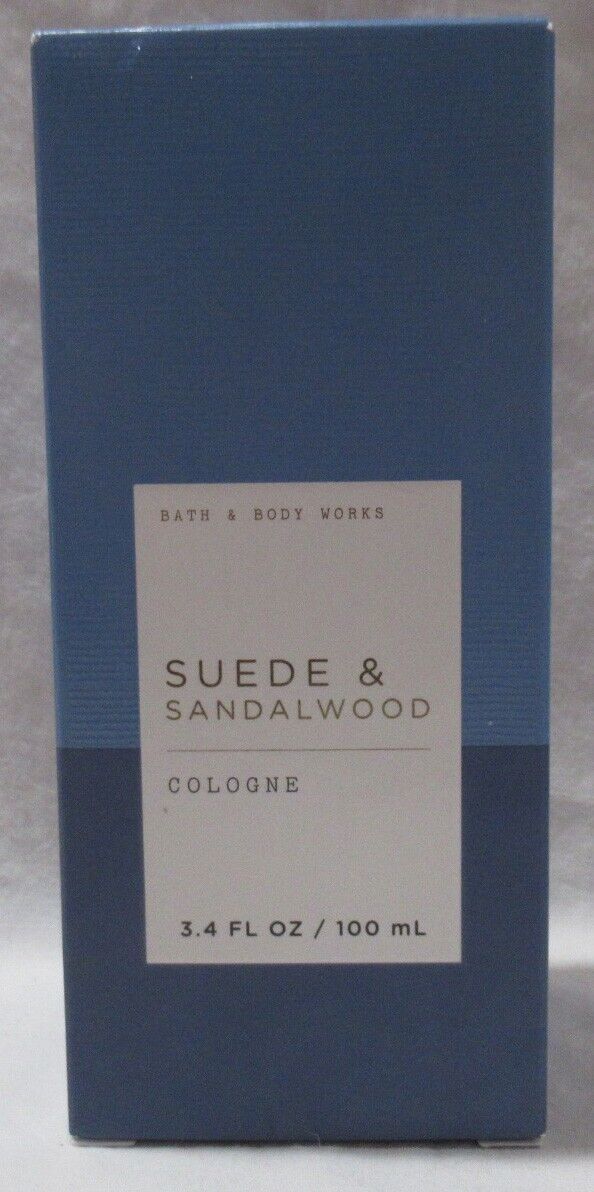 BATH & BODY WORKS
SUEDE &
SANDALWOOD
COLOGNE
3.4 FL OZ / 100 mL